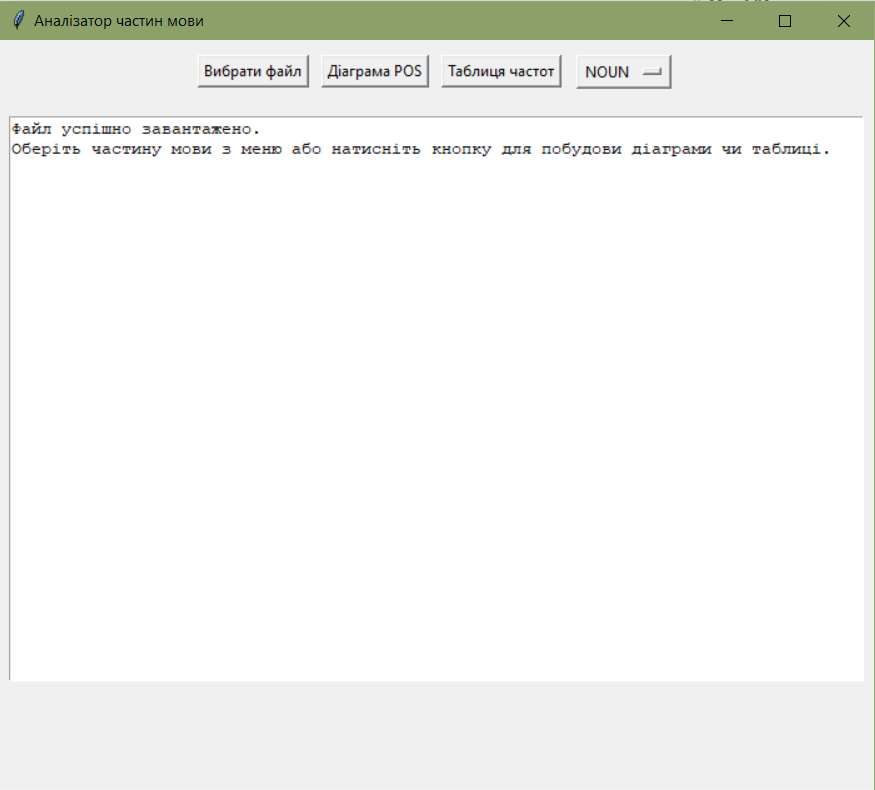 Аналізатор частин мови
Вибрати файл Діаграма POS Таблиця частот NOUN
Файл успішно завантажено.
Оберіть частину мови з меню або натисніть кнопку для побудови діаграми чи таблиці.